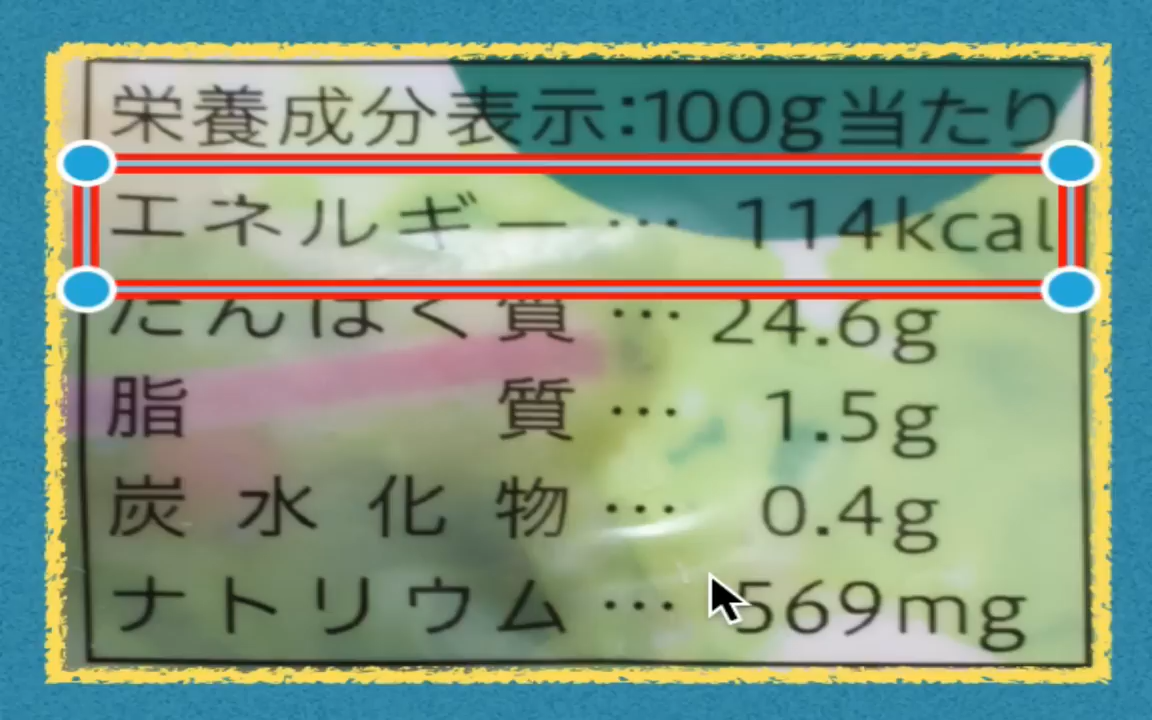 栄養成分表示:100g当たり
エネルギー… 114kcal
たんぱく質… 24.6g
脂質… 1.5g
炭水化物… 0.4g
ナトリウム… 569mg